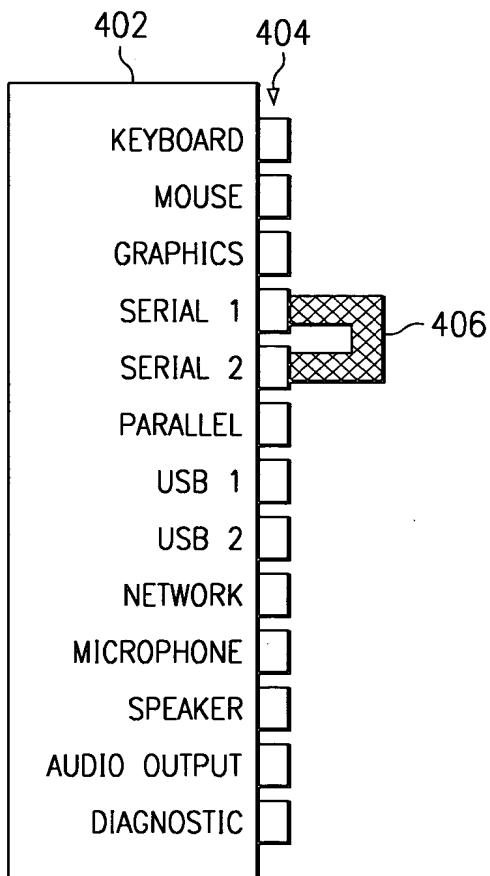 402
404
KEYBOARD
MOUSE
GRAPHICS
SERIAL 1
406
SERIAL 2
PARALLEL
USB 1
USB 2
NETWORK
MICROPHONE
SPEAKER
AUDIO OUTPUT
DIAGNOSTIC